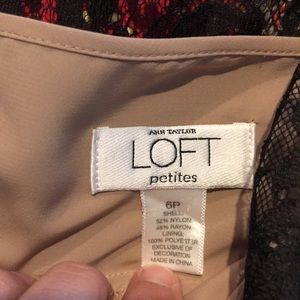 ANN TAYLOR
LOFT
petites
6P
SHELL:
52% NYLON
48% RAYON
LINING:
100% POLYESTER
EXCLUSIVE OF
DECORATION
MADE IN CHINA